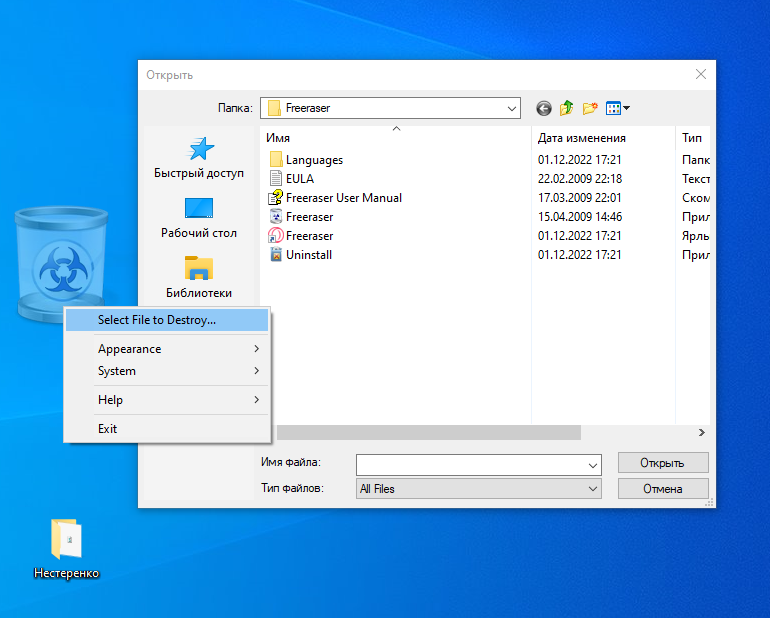 Открыть
Папка: Freeraser
Имя Дата изменения Тип
Languages 01.12.2022 17:21 Папк
EULA 22.02.2009 22:18 Текст
Freeraser User Manual 17.03.2009 22:01 Ском
Freeraser 15.04.2009 14:46 Прил
Freeraser 01.12.2022 17:21 Ярль
Uninstall 01.12.2022 17:21 Прил
Быстрый доступ
Рабочий стол
Библиотеки
Select File to Destroy...
Appearance
System
Help
Exit
Имя файла: Открыть
Тип файлов: All Files Отмена
Нестеренко